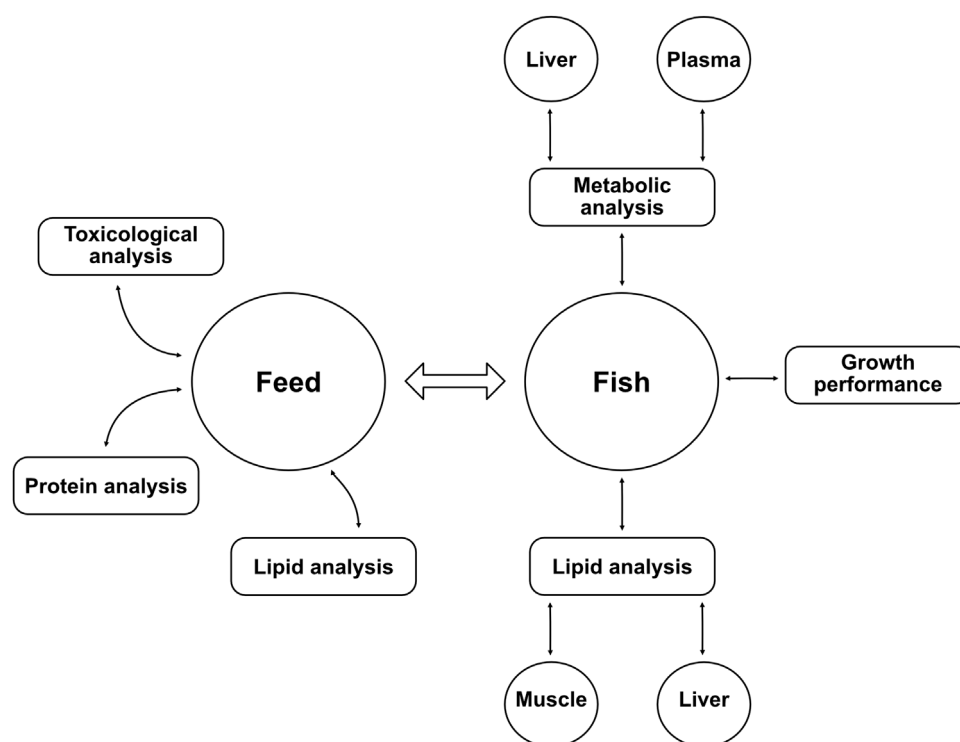 Liver
Plasma
Metabolic
analysis
Toxicological
analysis
Feed
Fish
Growth
performance
Protein analysis
Lipid analysis
Lipid analysis
Muscle
Liver